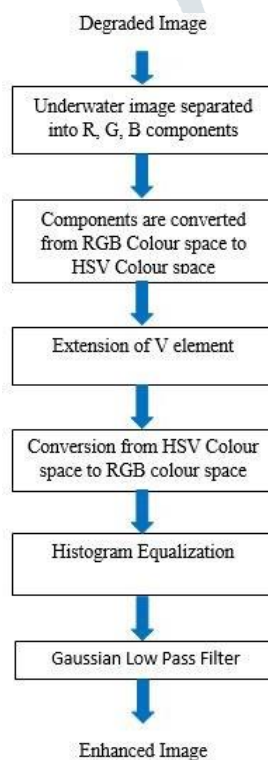 Degraded Image
Underwater image separated
into R, G, B components
Components are converted
from RGB Colour space to
HSV Colour space
Extension of V element
Conversion from HSV Colour
space to RGB colour space
Histogram Equalization
Gaussian Low Pass Filter
Enhanced Image